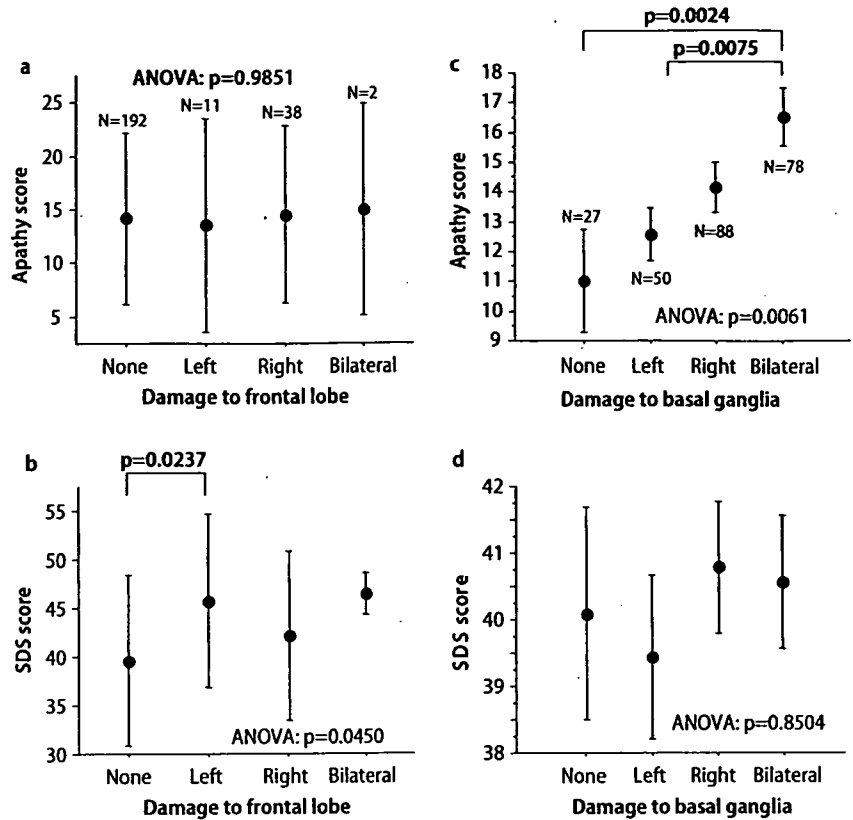 a
ANOVA: p=0.9851
N=192
N=11
N=38
N=2
25
20
15
10
5
Apathy score
None Left Right Bilateral
Damage to frontal lobe
p=0.0024
p=0.0075
c
18
17
16
15
14
13
12
11
10
9
Apathy score
N=27
N=50
N=88
N=78
ANOVA: p=0.0061
None Left Right Bilateral
Damage to basal ganglia
b
p=0.0237
55
50
45
40
35
30
SDS score
ANOVA: p=0.0450
None Left Right Bilateral
Damage to frontal lobe
d
42
41
40
39
38
SDS score
ANOVA: p=0.8504
None Left Right Bilateral
Damage to basal ganglia